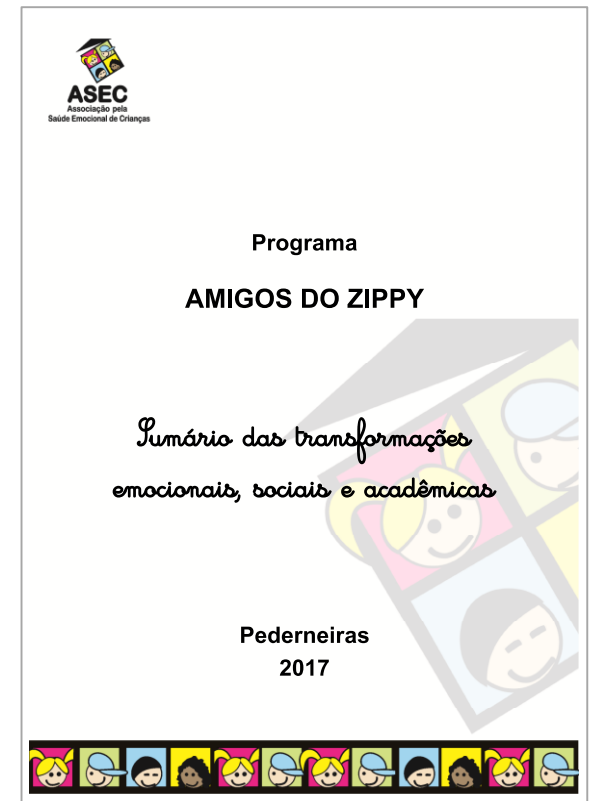 ASEC
Associação pela
Saúde Emocional de Crianças
Programa
AMIGOS DO ZIPPY
Sumário das transformações
emocionais, sociais e acadêmicas
Pederneiras
2017